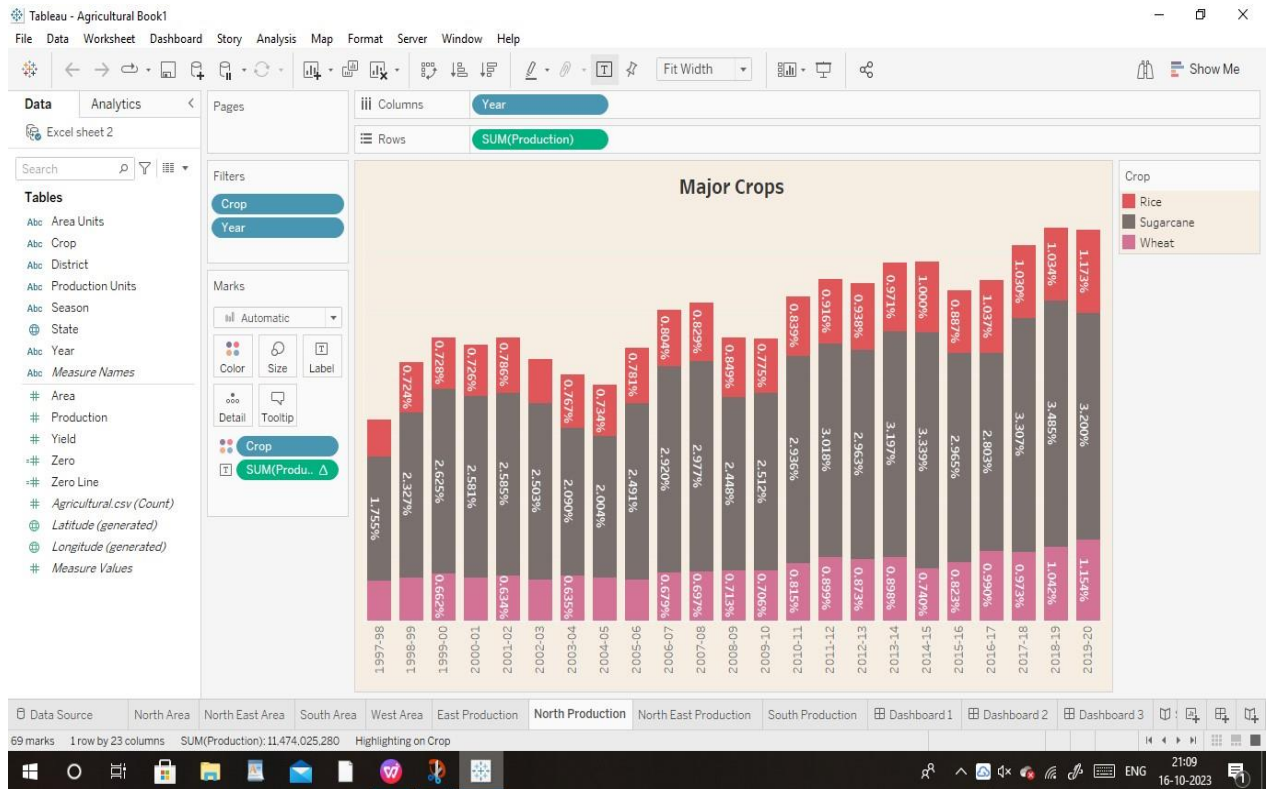 Tableau - Agricultural Book1
File Data Worksheet Dashboard Story Analysis Map Format Server Window Help
Fit Width
Show Me
Data Analytics
Pages
Columns Year
Excel sheet 2
Rows SUM(Production)
Search
Filters
Crop
Year
Tables
Abc Area Units
Abc Crop
Abc District
Abc Production Units
Abc Season
State
Abc Year
Abc Measure Names
# Area
# Production
# Yield
=# Zero
=# Zero Line
# Agricultural.csv (Count)
Latitude (generated)
Longitude (generated)
# Measure Values
Marks
Automatic
Color Size Label
Detail Tooltip
Crop
SUM(Produ.. Δ
Major Crops
1.755%
0.724%
2.327%
0.728%
2.625%
0.662%
0.726%
2.581%
0.786%
2.585%
0.634%
2.503%
0.767%
2.090%
0.635%
0.734%
2.004%
0.781%
2.491%
0.804%
2.920%
0.679%
0.829%
2.977%
0.697%
0.849%
2.448%
0.713%
0.775%
2.512%
0.706%
0.839%
2.936%
0.815%
0.916%
3.018%
0.899%
0.938%
2.963%
0.873%
0.971%
3.197%
0.898%
1.000%
3.339%
0.740%
0.887%
2.965%
0.823%
1.037%
2.803%
0.990%
1.030%
3.307%
0.973%
1.034%
3.485%
1.042%
1.173%
3.200%
1.154%
1997-98
1998-99
1999-00
2000-01
2001-02
2002-03
2003-04
2004-05
2005-06
2006-07
2007-08
2008-09
2009-10
2010-11
2011-12
2012-13
2013-14
2014-15
2015-16
2016-17
2017-18
2018-19
2019-20
Crop
Rice
Sugarcane
Wheat
Data Source North Area North East Area South Area West Area East Production North Production North East Production South Production Dashboard 1 Dashboard 2 Dashboard 3
69 marks 1 row by 23 columns SUM(Production): 11,474,025,280 Highlighting on Crop
ENG
21:09
16-10-2023